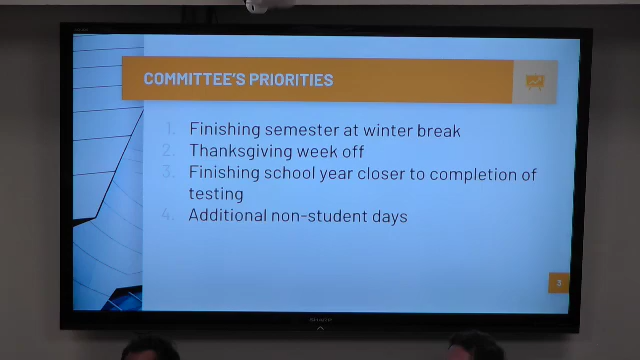 COMMITTEE'S PRIORITIES
1. Finishing semester at winter break
2. Thanksgiving week off
3. Finishing school year closer to completion of
testing
4. Additional non-student days
3
SHARP